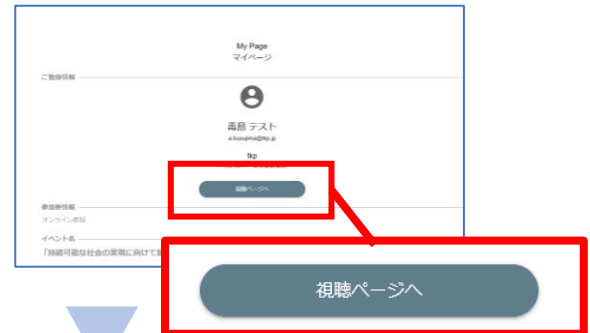 My Page
マイページ
ご登録情報
毒島 テスト
tkp
視聴ページへ
参加券情報
オンライン参加
イベント名
「持続可能な社会の実現に向けて
視聴ページへ